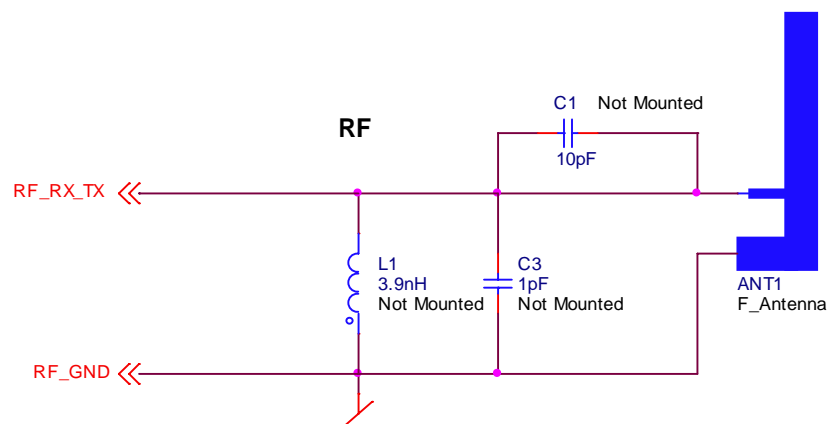 C1 Not Mounted
RF
10pF
RF_RX_TX
L1
3.9nH
Not Mounted
C3
1pF
Not Mounted
ANT1
F_Antenna
RF_GND